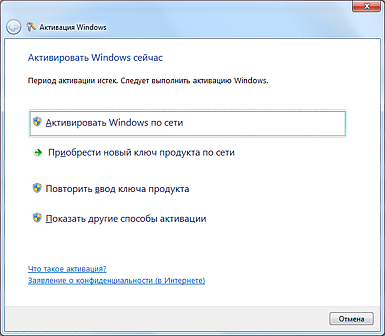 Активация Windows
Активировать Windows сейчас
Период активации истек. Следует выполнить активацию Windows.
Активировать Windows по сети
Приобрести новый ключ продукта по сети
Повторить ввод ключа продукта
Показать другие способы активации
Что такое активация?
Заявление о конфиденциальности (в Интернете)
Отмена